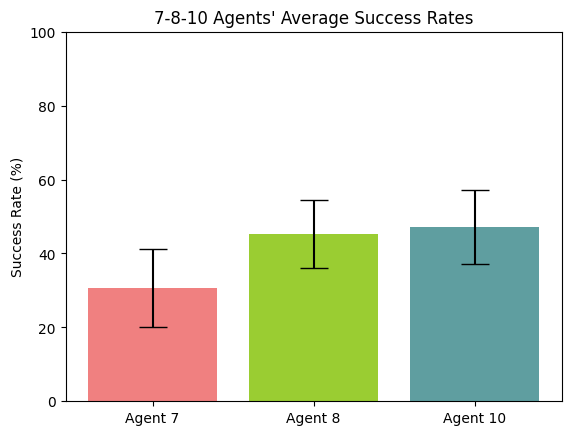 7-8-10 Agents' Average Success Rates
Success Rate (%)
100
80
60
40
20
0
Agent 7
Agent 8
Agent 10